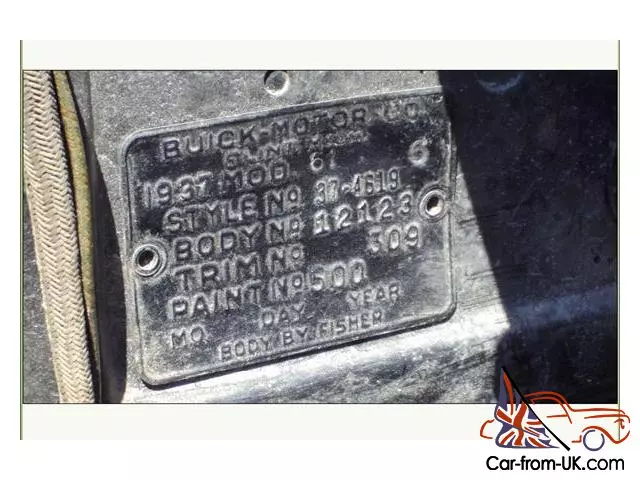 BUICK MOTOR CO.
FLINT MICH
1937 MOD. 61 6
STYLE NO 37-4619
BODY NO 12123
TRIM NO 309
PAINT NO 500
MO DAY YEAR
BODY BY FISHER
Car-from-UK.com